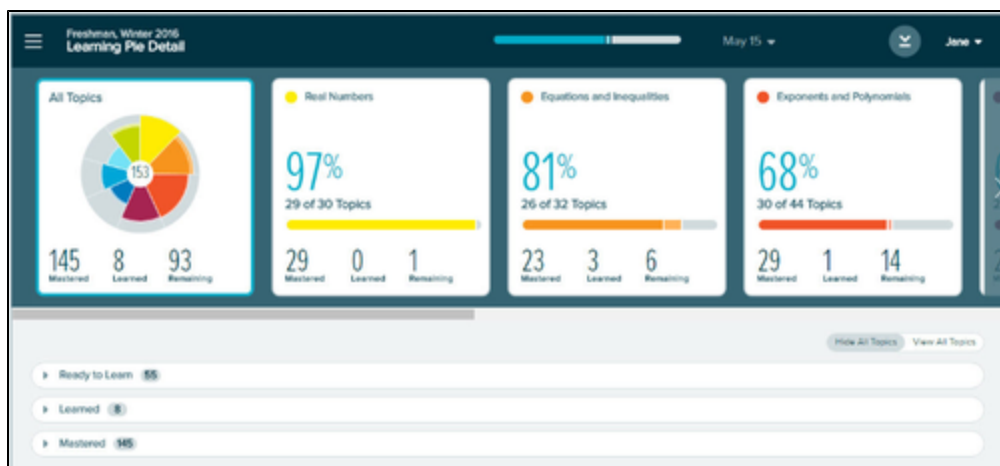 Freshman, Winter 2016
Learning Pie Detail
May 15
Jane
All Topics
153
145 8 93
Mastered Learned Remaining
Real Numbers
97%
29 of 30 Topics
29 0 1
Mastered Learned Remaining
Equations and Inequalities
81%
26 of 32 Topics
23 3 6
Mastered Learned Remaining
Exponents and Polynomials
68%
30 of 44 Topics
29 1 14
Mastered Learned Remaining
Hide All Topics View All Topics
Ready to Learn 55
Learned 8
Mastered 145